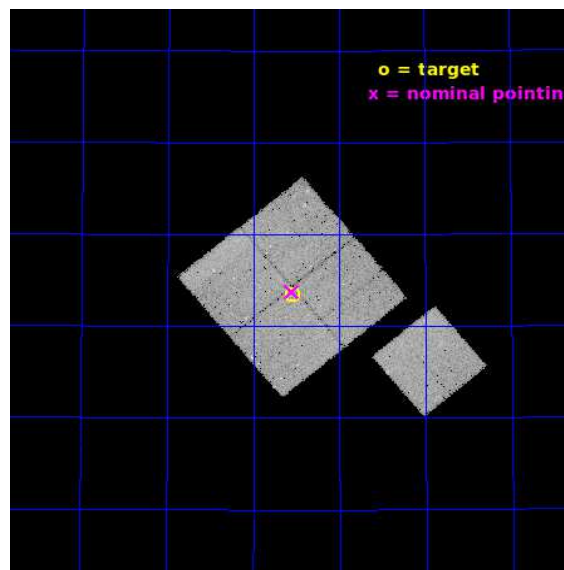 o = target
x = nominal pointin